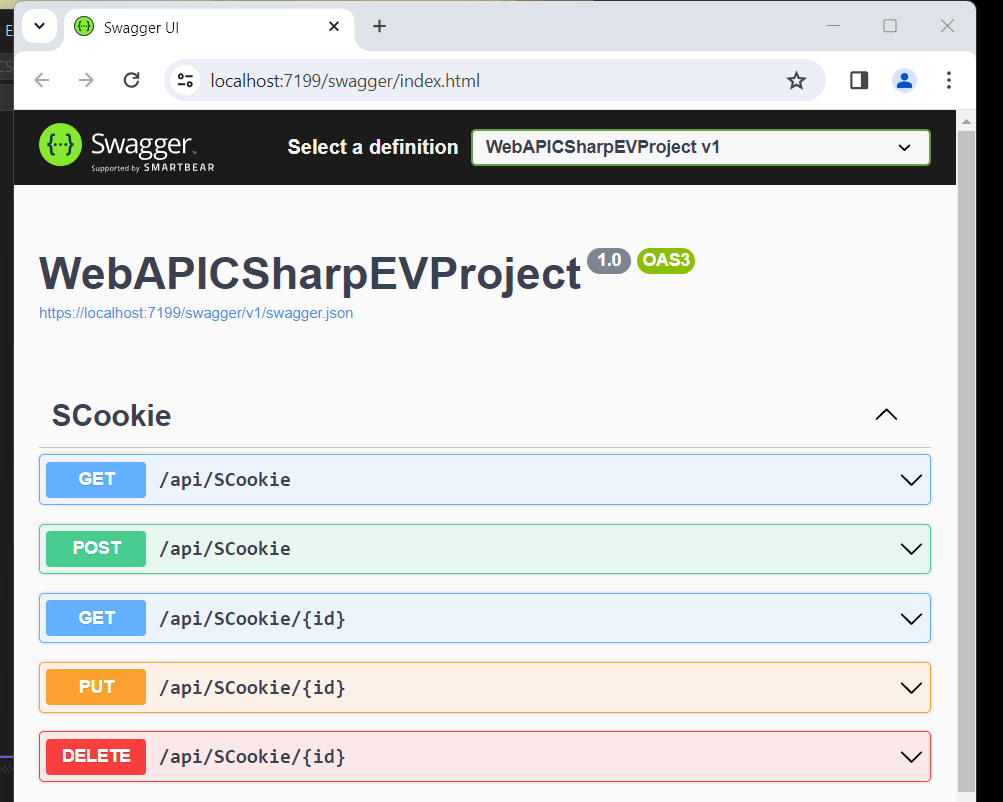 Swagger UI
localhost:7199/swagger/index.html
{...} Swagger
Supported by SMARTBEAR
Select a definition
WebAPICSharpEVProject v1
WebAPICSharpEVProject 1.0 OAS3
https://localhost:7199/swagger/v1/swagger.json
SCookie
GET /api/SCookie
POST /api/SCookie
GET /api/SCookie/{id}
PUT /api/SCookie/{id}
DELETE /api/SCookie/{id}